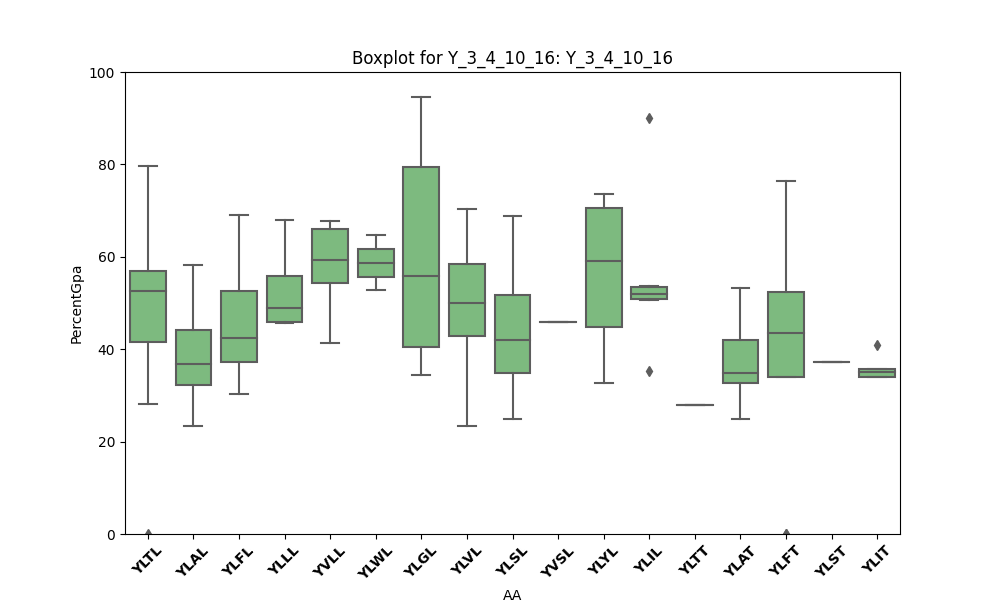 Boxplot for Y_3_4_10_16: Y_3_4_10_16
100
80
60
40
20
0
PercentGpa
YLTL YLAL YLFL YLLL YVLL YLWL YLGL YLVL YLSL YVSL YLYL YLIL YLTT YLAT YLFT YLST YLIT
AA